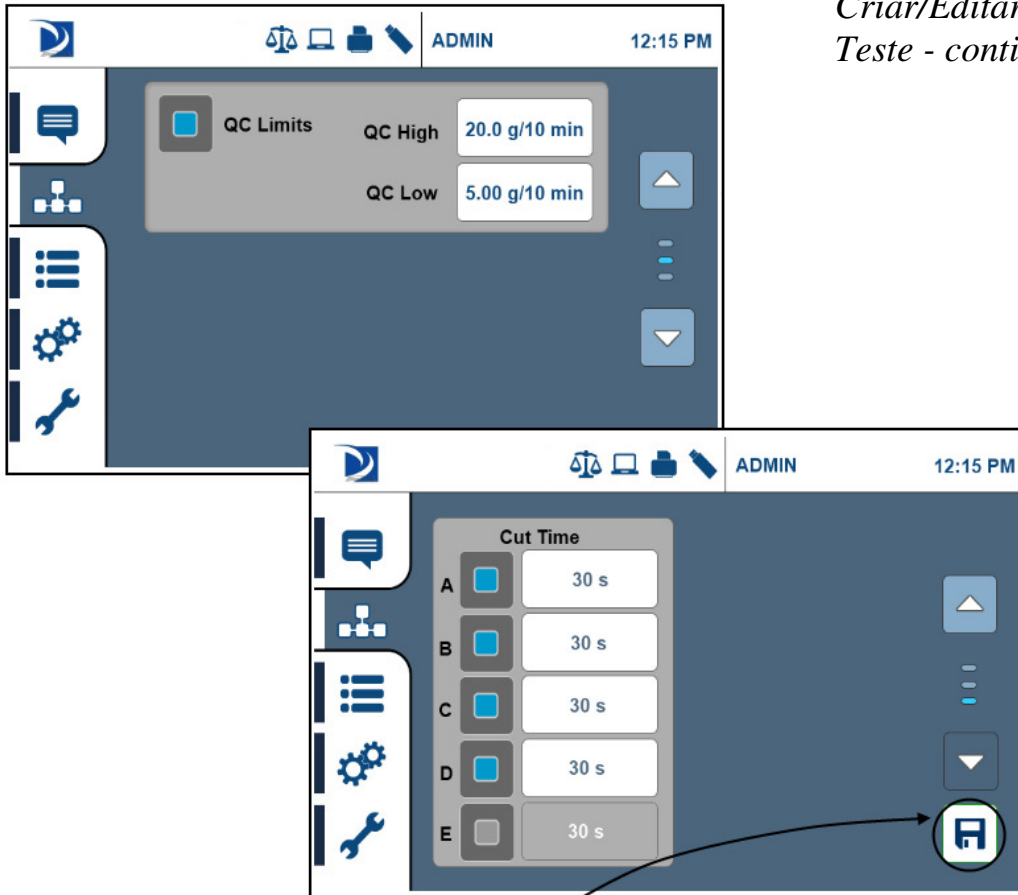 Criar/Editar
Teste - conti
ADMIN 12:15 PM
QC Limits QC High 20.0 g/10 min
QC Low 5.00 g/10 min
ADMIN 12:15 PM
Cut Time
A 30 s
B 30 s
C 30 s
D 30 s
E 30 s